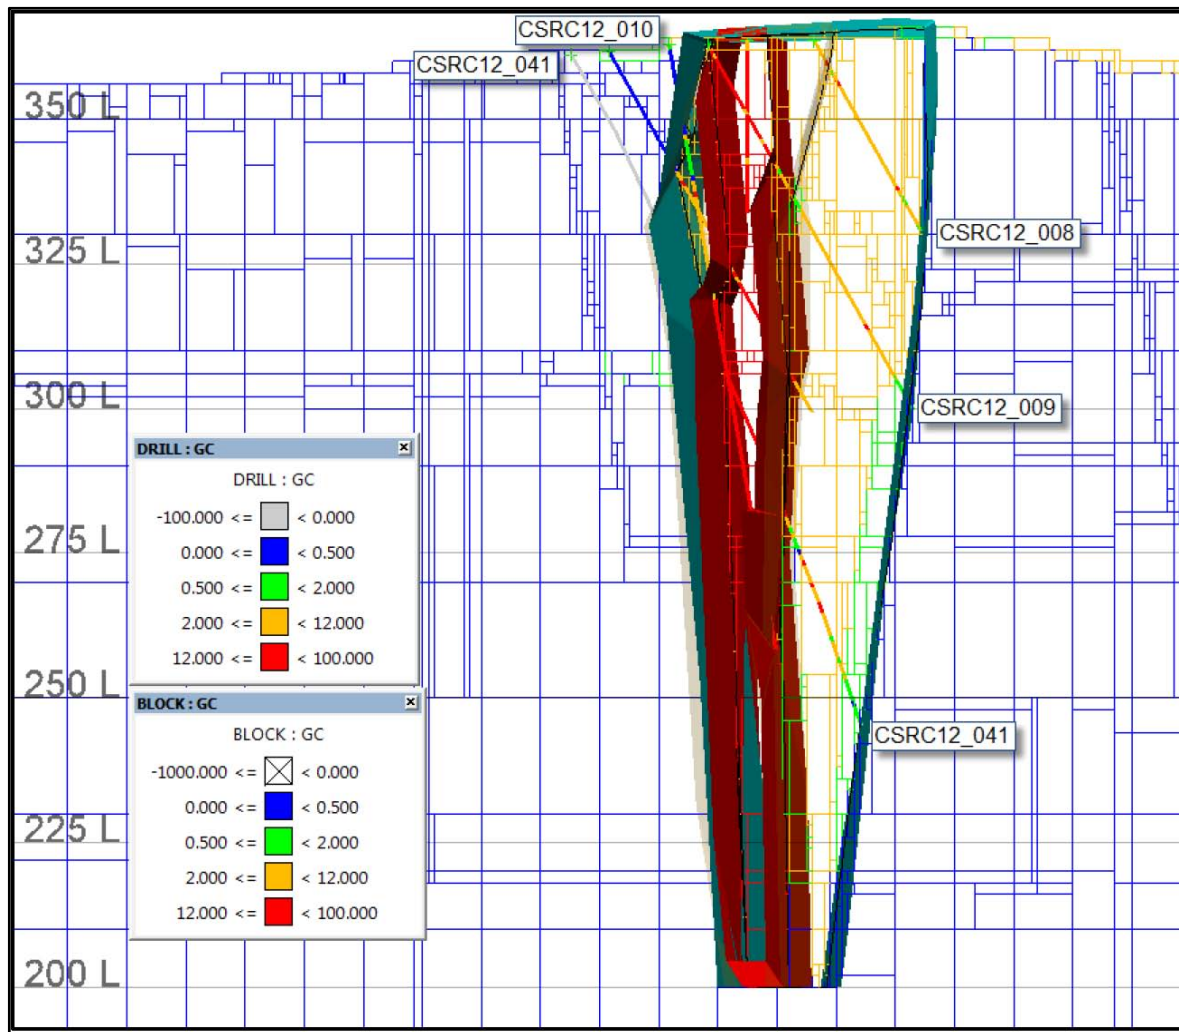 CSRC12_010
CSRC12_041
350 L
CSRC12_008
325 L
300 L
CSRC12_009
DRILL : GC
DRILL : GC
-100.000 <= < 0.000
0.000 <= < 0.500
0.500 <= < 2.000
2.000 <= < 12.000
12.000 <= < 100.000
275 L
250 L
BLOCK : GC
BLOCK : GC
-1000.000 <= < 0.000
0.000 <= < 0.500
0.500 <= < 2.000
2.000 <= < 12.000
12.000 <= < 100.000
CSRC12_041
225 L
200 L